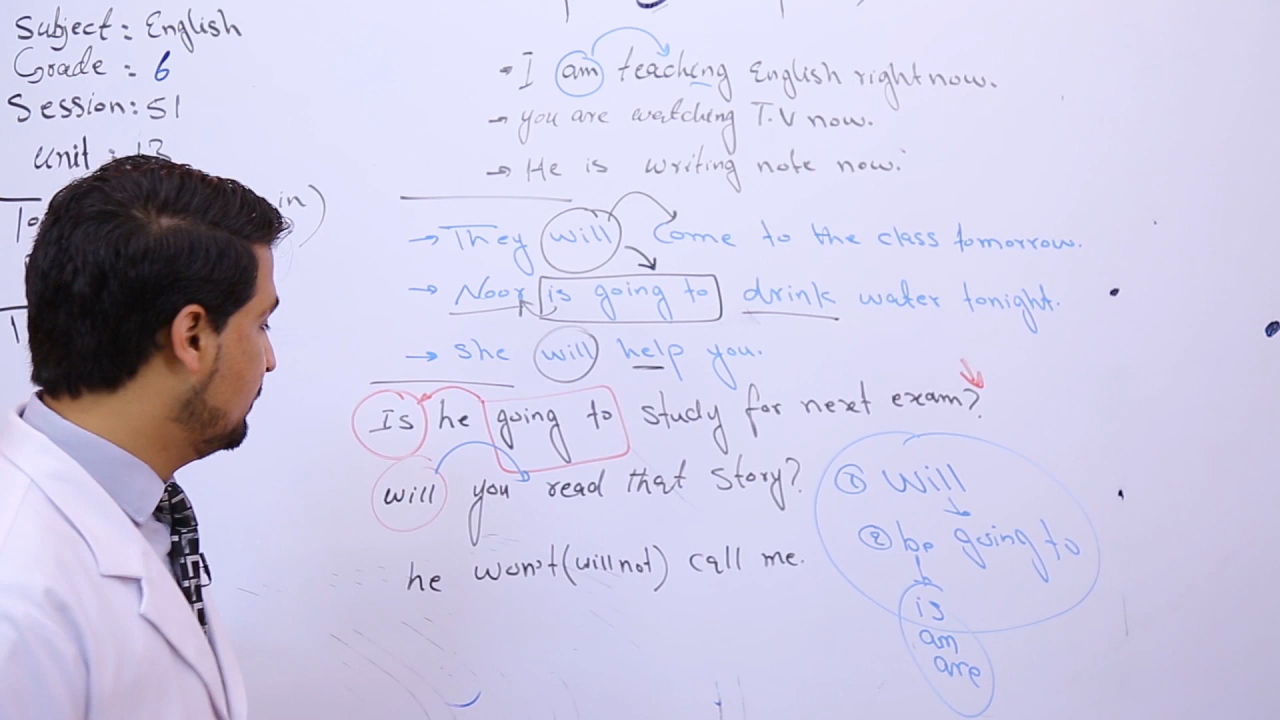 Subject: English
Grade: 6
Session: 51
Unit: 13
• I am teaching English right now.
→ you are watching T.V now.
→ He is writing note now.
→ They will Come to the class tomorrow.
→ Noor is going to drink water tonight.
→ She will help you.
Is he going to study for next exam?
will you read that story?
he won't (will not) call me.
① will
② be going to
is
am
are